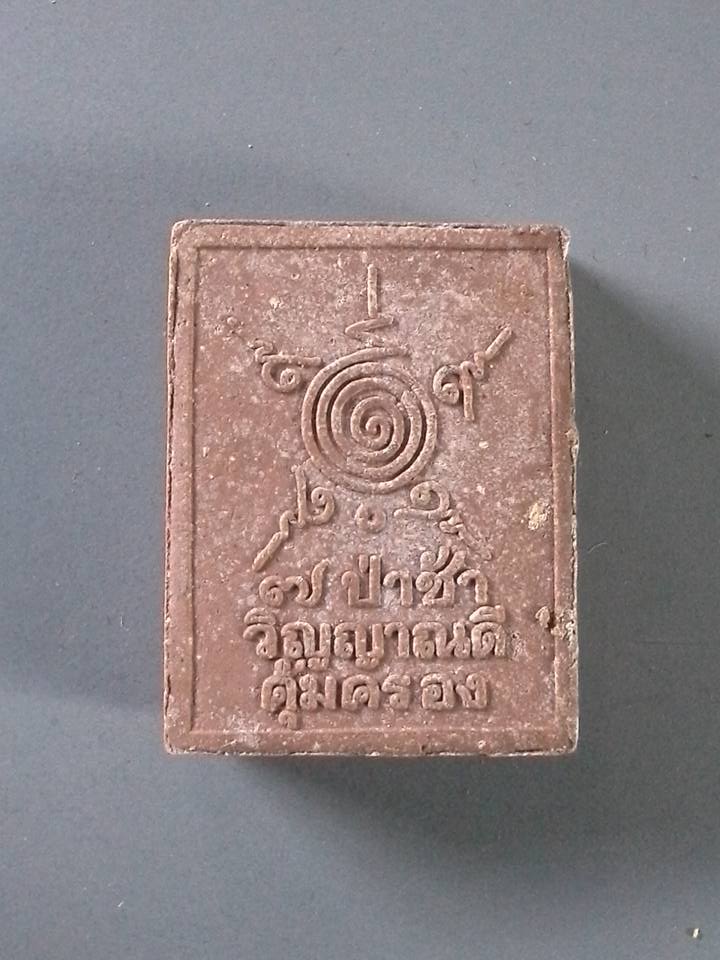 ๗ ป่าช้า
วิญญาณดี
คุ้มครอง